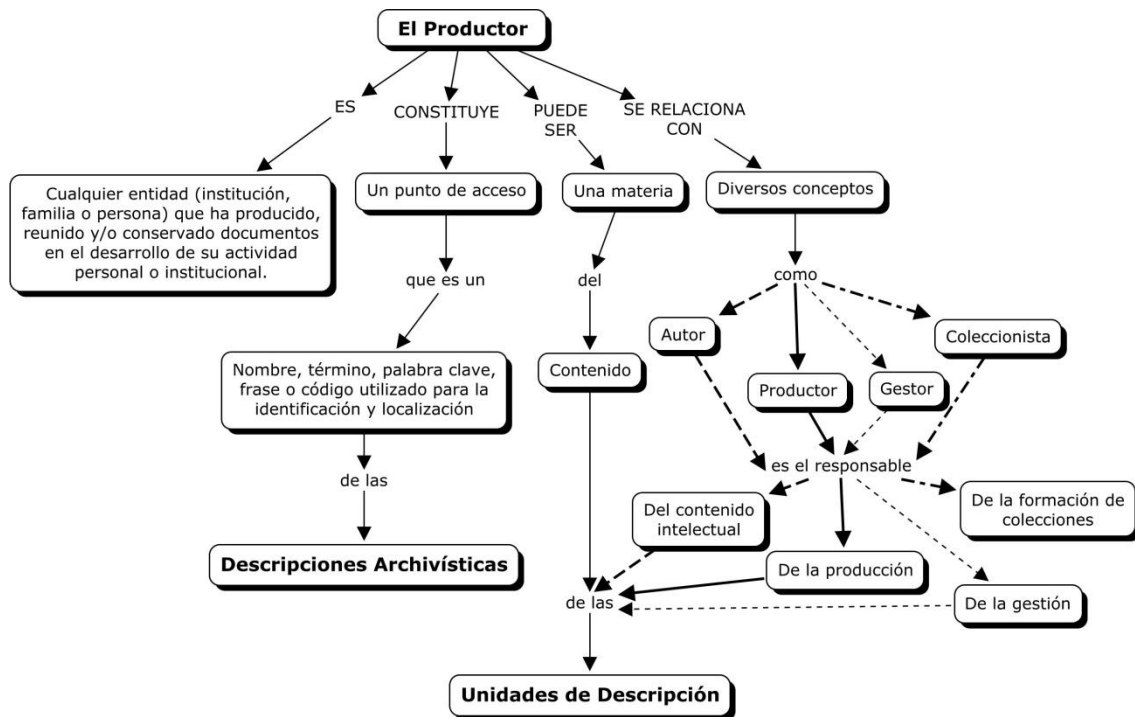 El Productor
ES
CONSTITUYE
PUEDE
SER
SE RELACIONA
CON
Cualquier entidad (institución,
familia o persona) que ha producido,
reunido y/o conservado documentos
en el desarrollo de su actividad
personal o institucional.
Un punto de acceso
Una materia
Diversos conceptos
que es un
del
como
Autor
Coleccionista
Nombre, término, palabra clave,
frase o código utilizado para la
identificación y localización
Contenido
Productor
Gestor
es el responsable
de las
Del contenido
intelectual
De la formación de
colecciones
Descripciones Archivísticas
De la producción
de las
De la gestión
Unidades de Descripción